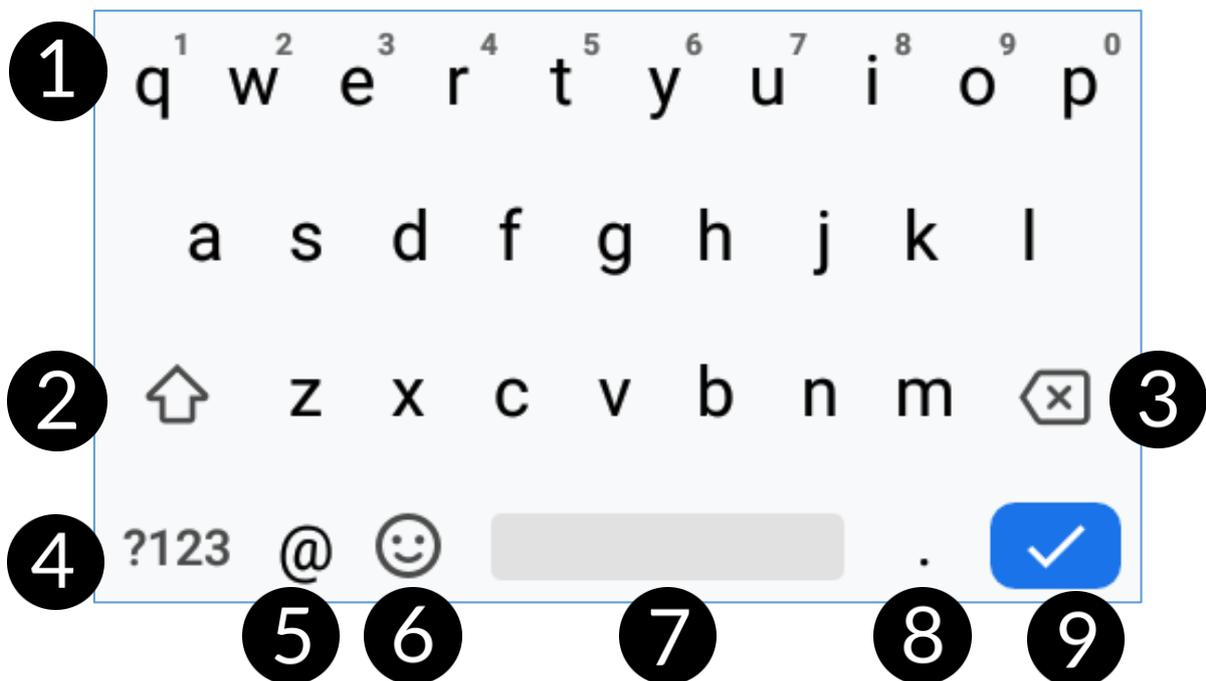 1 2 3 4 5 6 7 8 9 0
1 q w e r t y u i o p
a s d f g h j k l
2 z x c v b n m 3
4 ?123 @ .
5 6 7 8 9